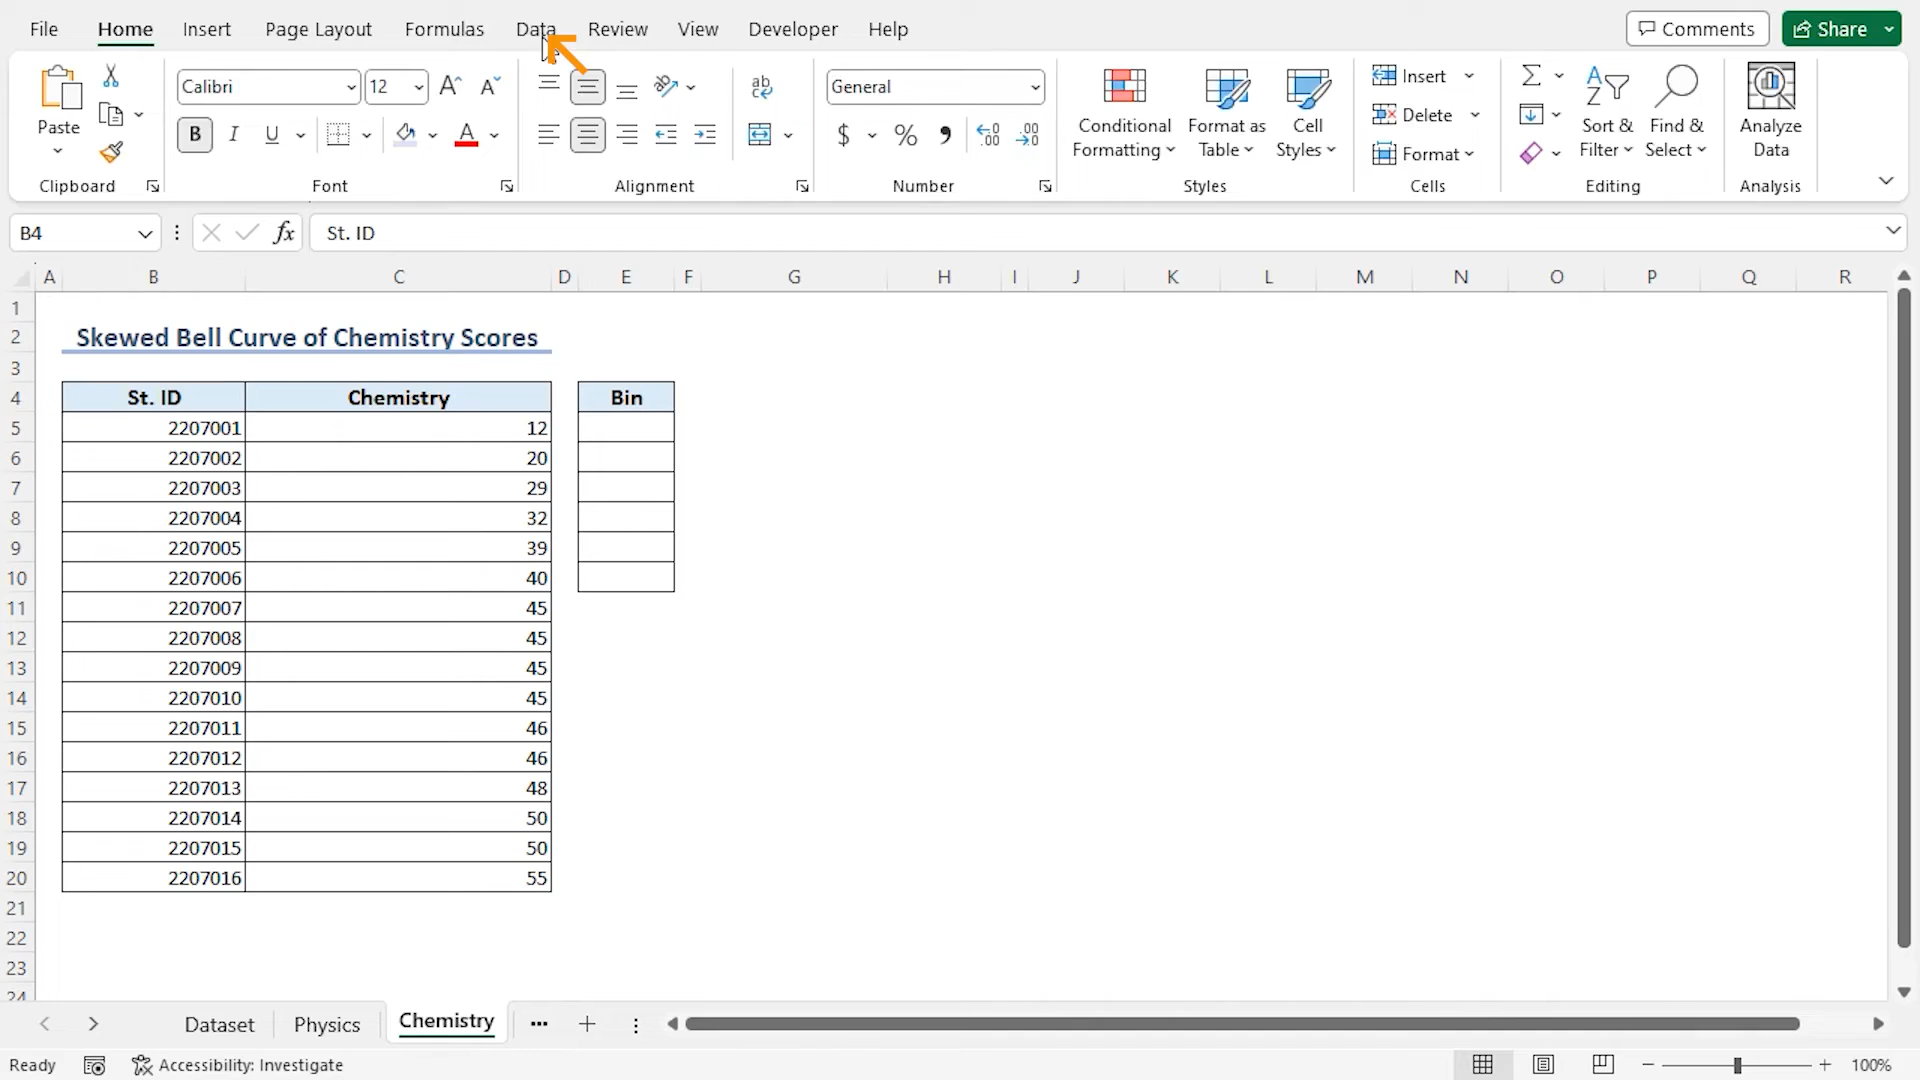 File Home Insert Page Layout Formulas Data Review View Developer Help Comments Share
Calibri 12 General
Paste
B I U $ % 9 .00
Conditional Formatting
Format as Table
Cell Styles
Insert
Delete
Format
Sort & Filter
Find & Select
Analyze Data
Clipboard Font Alignment Number Styles Cells Editing Analysis
B4 fx St. ID
A B C D E F G H I J K L M N O P Q R
1
2 Skewed Bell Curve of Chemistry Scores
3
4 St. ID Chemistry Bin
5 2207001 12
6 2207002 20
7 2207003 29
8 2207004 32
9 2207005 39
10 2207006 40
11 2207007 45
12 2207008 45
13 2207009 45
14 2207010 45
15 2207011 46
16 2207012 46
17 2207013 48
18 2207014 50
19 2207015 50
20 2207016 55
21
22
23
24
Dataset Physics Chemistry ...
Ready Accessibility: Investigate 100%